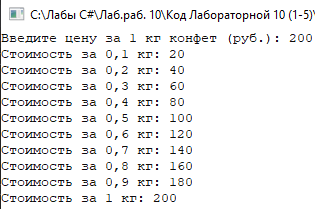 C:\Лабы C#\Лаб.раб. 10\Код Лабораторной 10 (1-5)\
Введите цену за 1 кг конфет (руб.): 200
Стоимость за 0,1 кг: 20
Стоимость за 0,2 кг: 40
Стоимость за 0,3 кг: 60
Стоимость за 0,4 кг: 80
Стоимость за 0,5 кг: 100
Стоимость за 0,6 кг: 120
Стоимость за 0,7 кг: 140
Стоимость за 0,8 кг: 160
Стоимость за 0,9 кг: 180
Стоимость за 1 кг: 200